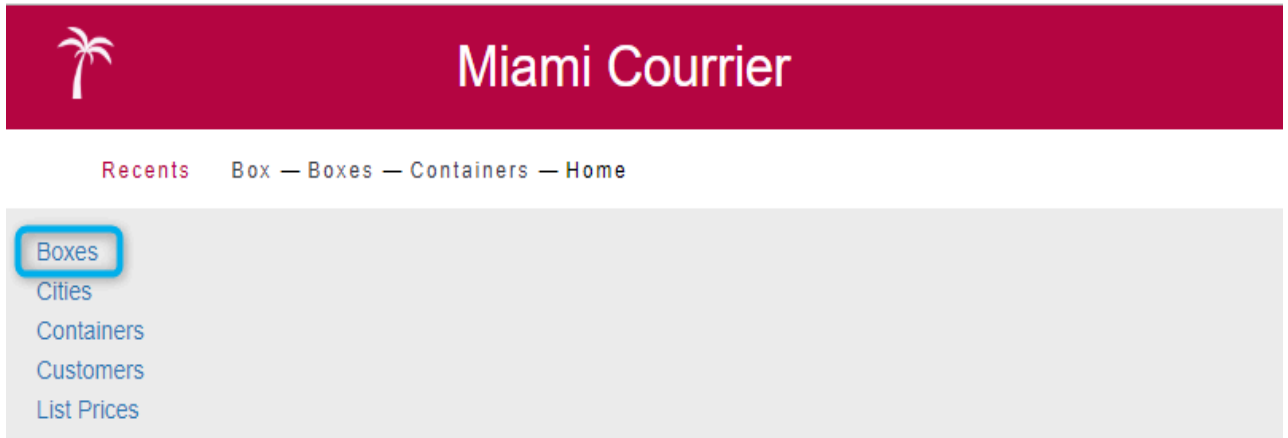 Miami Courrier
Recents Box — Boxes — Containers — Home
Boxes
Cities
Containers
Customers
List Prices